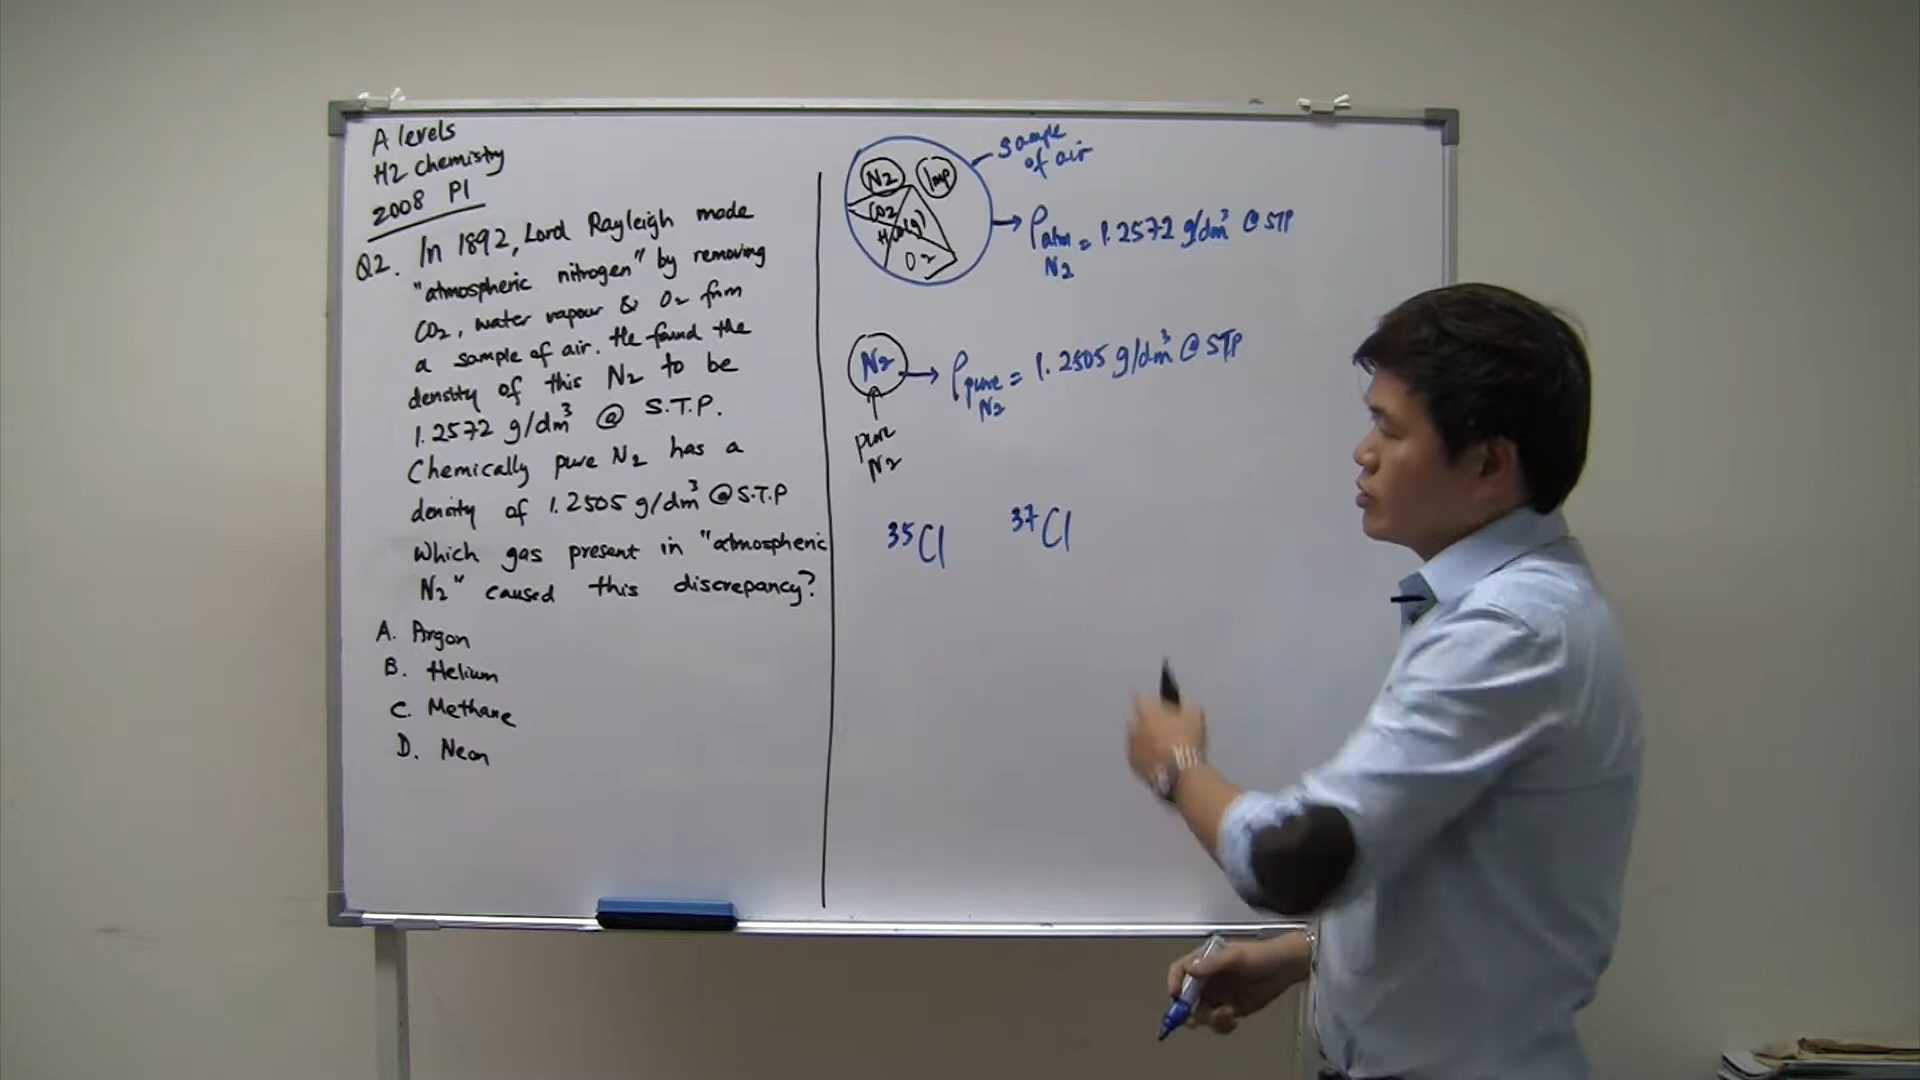 A levels
H2 chemistry
2008 P1
Q2. In 1892, Lord Rayleigh made
"atmospheric nitrogen" by removing
CO2, water vapour & O2 from
a sample of air. He found the
density of this N2 to be
1.2572 g/dm³ @ S.T.P.
Chemically pure N2 has a
density of 1.2505 g/dm³ @ S.T.P
Which gas present in "atmospheric
N2" caused this discrepancy?
A. Argon
B. Helium
C. Methane
D. Neon
N2
Imp
CO2
H2O(g)
O2
sample
of air
ρatm N2 = 1.2572 g/dm³ @ STP
N2
ρpure N2 = 1.2505 g/dm³ @ STP
pure
N2
³⁵Cl ³⁷Cl